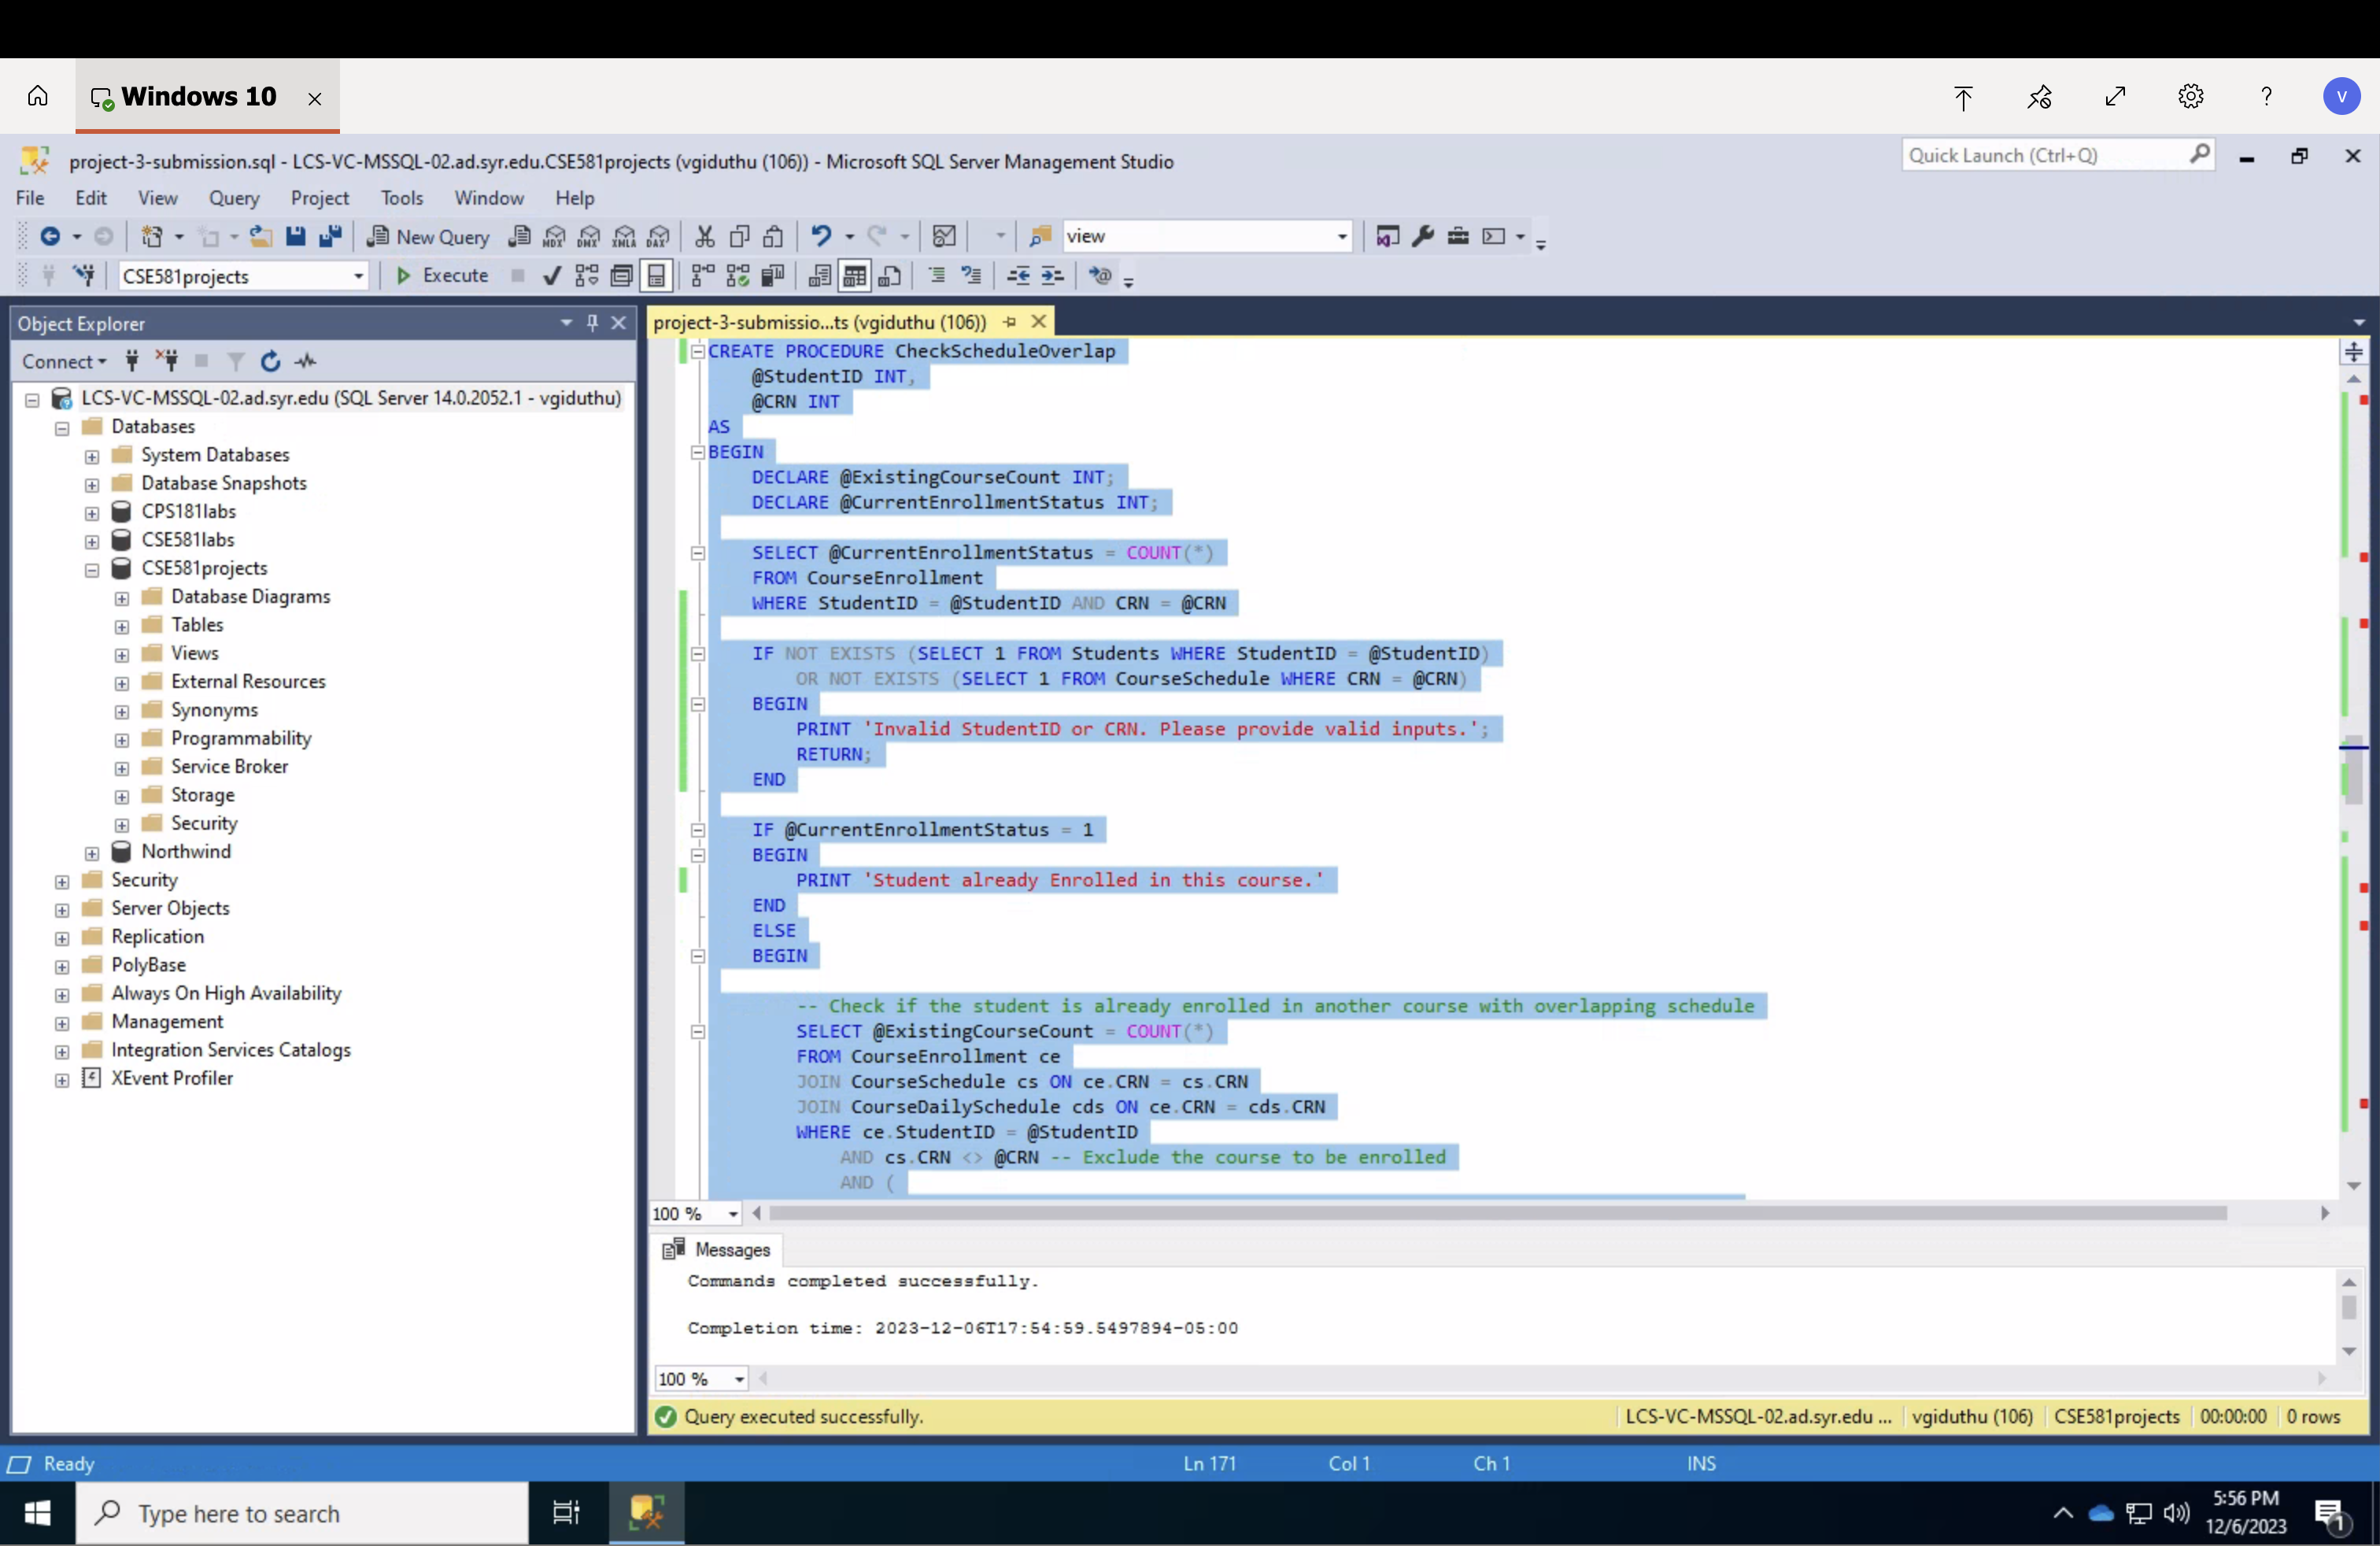 Windows 10
V
project-3-submission.sql - LCS-VC-MSSQL-02.ad.syr.edu.CSE581projects (vgiduthu (106)) - Microsoft SQL Server Management Studio
Quick Launch (Ctrl+Q)
File Edit View Query Project Tools Window Help
New Query MDX DMX XMLA DAX view
CSE581projects Execute
Object Explorer
Connect
LCS-VC-MSSQL-02.ad.syr.edu (SQL Server 14.0.2052.1 - vgiduthu)
Databases
System Databases
Database Snapshots
CPS181labs
CSE581labs
CSE581projects
Database Diagrams
Tables
Views
External Resources
Synonyms
Programmability
Service Broker
Storage
Security
Northwind
Security
Server Objects
Replication
PolyBase
Always On High Availability
Management
Integration Services Catalogs
XEvent Profiler
project-3-submissio...ts (vgiduthu (106))
CREATE PROCEDURE CheckScheduleOverlap
@StudentID INT,
@CRN INT
AS
BEGIN
DECLARE @ExistingCourseCount INT;
DECLARE @CurrentEnrollmentStatus INT;
SELECT @CurrentEnrollmentStatus = COUNT(*)
FROM CourseEnrollment
WHERE StudentID = @StudentID AND CRN = @CRN
IF NOT EXISTS (SELECT 1 FROM Students WHERE StudentID = @StudentID)
OR NOT EXISTS (SELECT 1 FROM CourseSchedule WHERE CRN = @CRN)
BEGIN
PRINT 'Invalid StudentID or CRN. Please provide valid inputs.';
RETURN;
END
IF @CurrentEnrollmentStatus = 1
BEGIN
PRINT 'Student already Enrolled in this course.'
END
ELSE
BEGIN
-- Check if the student is already enrolled in another course with overlapping schedule
SELECT @ExistingCourseCount = COUNT(*)
FROM CourseEnrollment ce
JOIN CourseSchedule cs ON ce.CRN = cs.CRN
JOIN CourseDailySchedule cds ON ce.CRN = cds.CRN
WHERE ce.StudentID = @StudentID
AND cs.CRN <> @CRN -- Exclude the course to be enrolled
AND (
100 %
Messages
Commands completed successfully.
Completion time: 2023-12-06T17:54:59.5497894-05:00
100 %
Query executed successfully.
LCS-VC-MSSQL-02.ad.syr.edu ... vgiduthu (106) CSE581projects 00:00:00 0 rows
Ready Ln 171 Col 1 Ch 1 INS
Type here to search
5:56 PM
12/6/2023
1